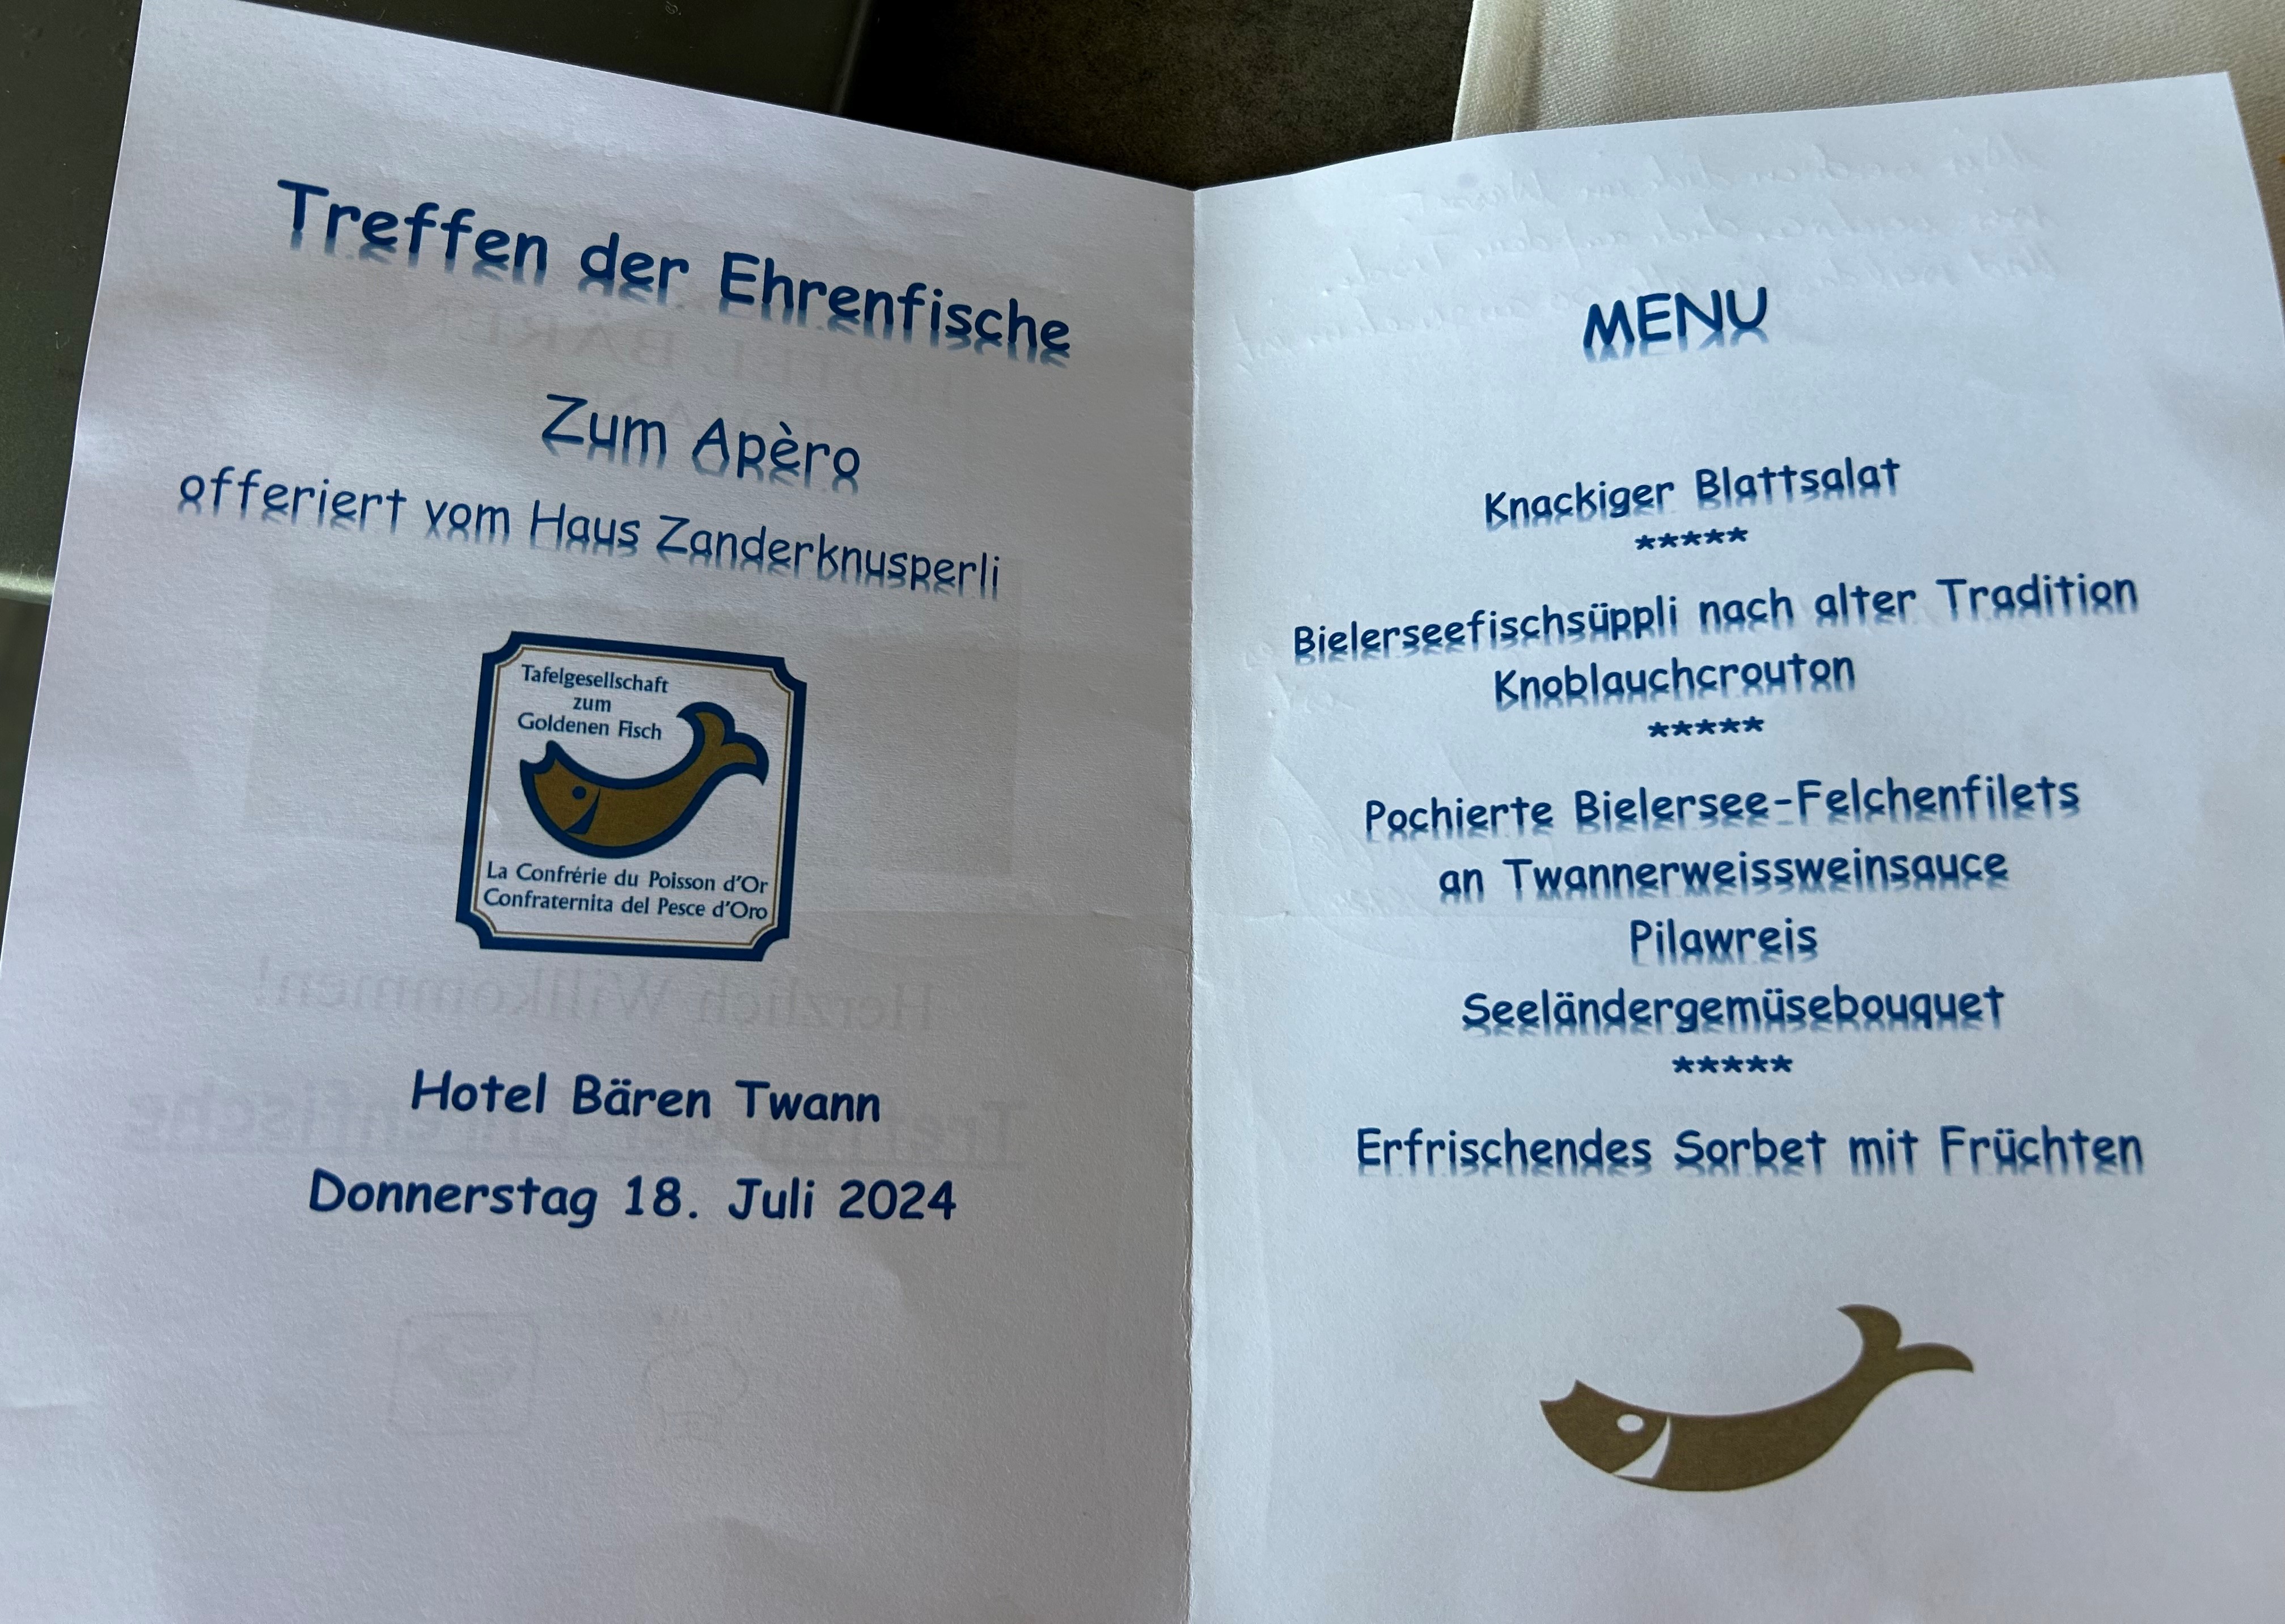 Treffen der Ehrenfische
Zum Apèro
offeriert vom Haus Zanderknusperli
Tafelgesellschaft
zum
Goldenen Fisch
La Confrérie du Poisson d'Or
Confraternita del Pesce d'Oro
Hotel Bären Twann
Donnerstag 18. Juli 2024
MENU
Knackiger Blattsalat
*****
Bielerseefischsüppli nach alter Tradition
Knoblauchcrouton
*****
Pochierte Bielersee-Felchenfilets
an Twannerweissweinsauce
Pilawreis
Seeländergemüsebouquet
*****
Erfrischendes Sorbet mit Früchten